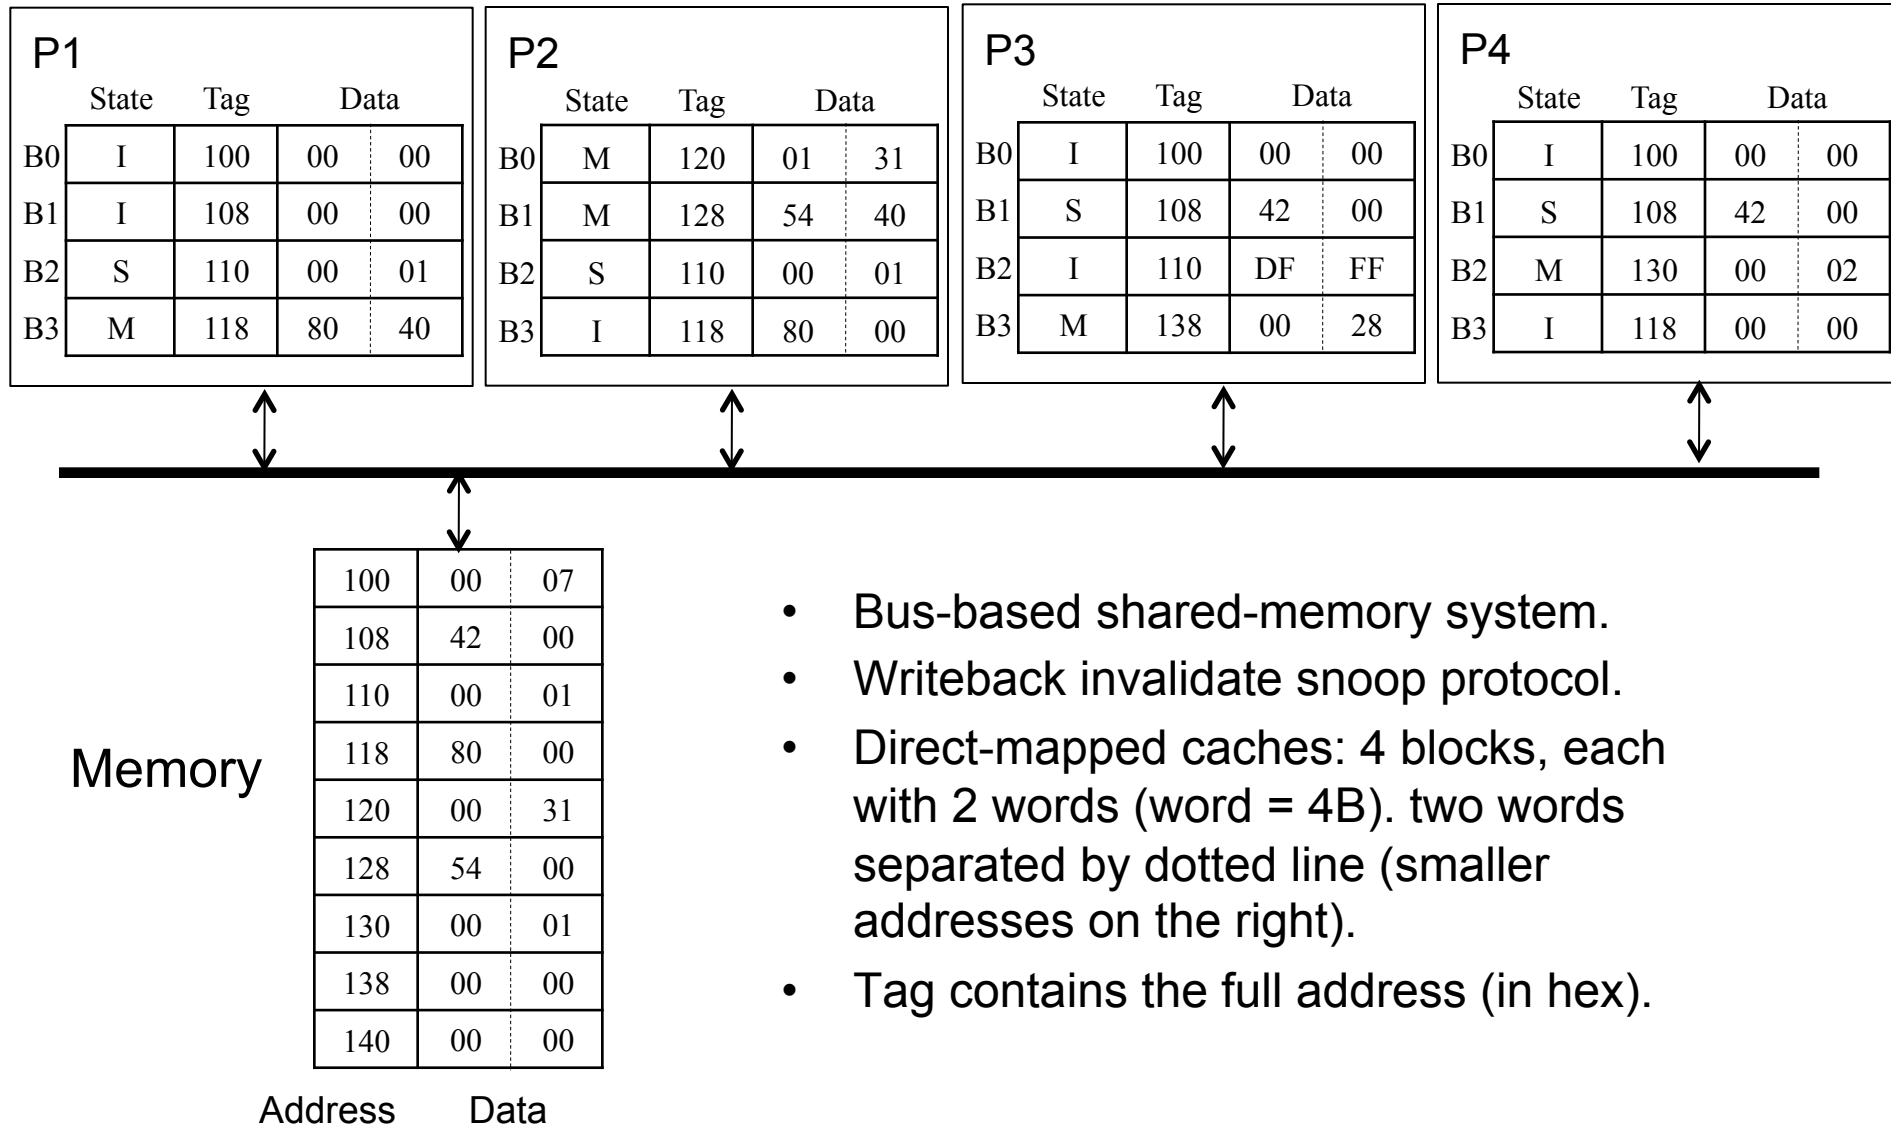 P1
State Tag Data
B0 I 100 00 00
B1 I 108 00 00
B2 S 110 00 01
B3 M 118 80 40
P2
State Tag Data
B0 M 120 01 31
B1 M 128 54 40
B2 S 110 00 01
B3 I 118 80 00
P3
State Tag Data
B0 I 100 00 00
B1 S 108 42 00
B2 I 110 DF FF
B3 M 138 00 28
P4
State Tag Data
B0 I 100 00 00
B1 S 108 42 00
B2 M 130 00 02
B3 I 118 00 00
Memory
100 00 07
108 42 00
110 00 01
118 80 00
120 00 31
128 54 00
130 00 01
138 00 00
140 00 00
Address Data
• Bus-based shared-memory system.
• Writeback invalidate snoop protocol.
• Direct-mapped caches: 4 blocks, each
with 2 words (word = 4B). two words
separated by dotted line (smaller
addresses on the right).
• Tag contains the full address (in hex).